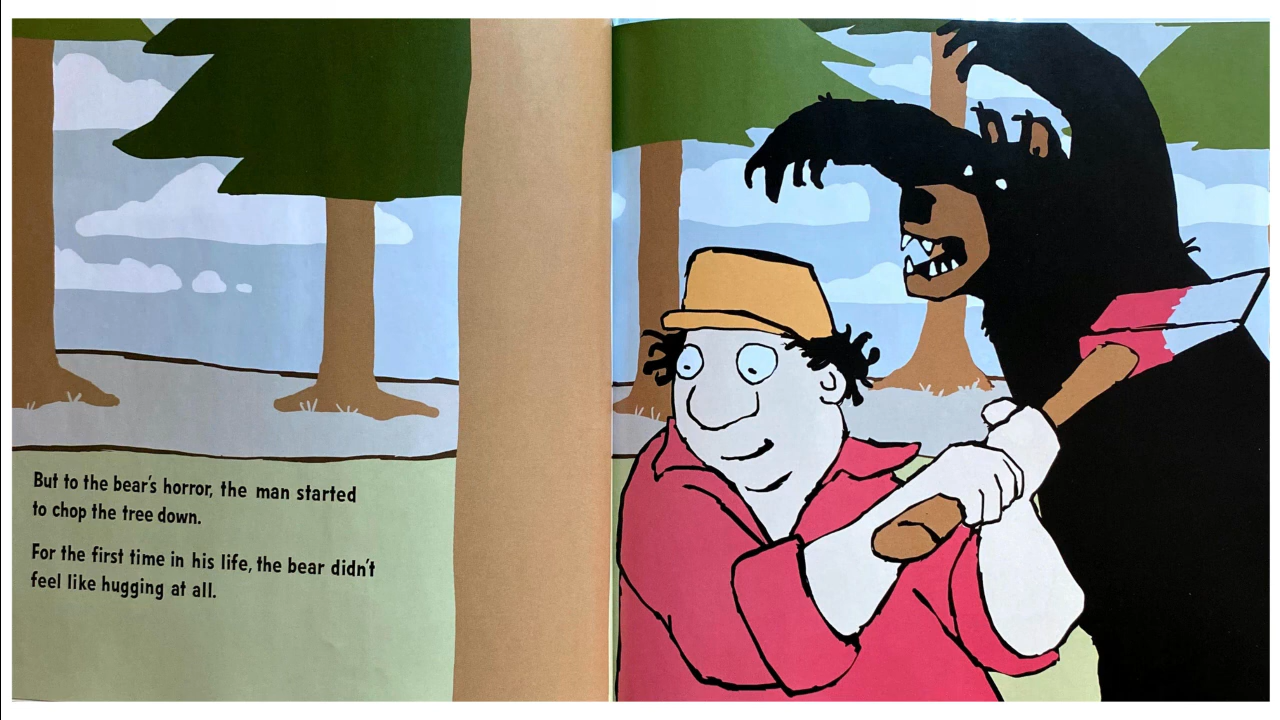 But to the bear's horror, the man started
to chop the tree down.
For the first time in his life, the bear didn't
feel like hugging at all.